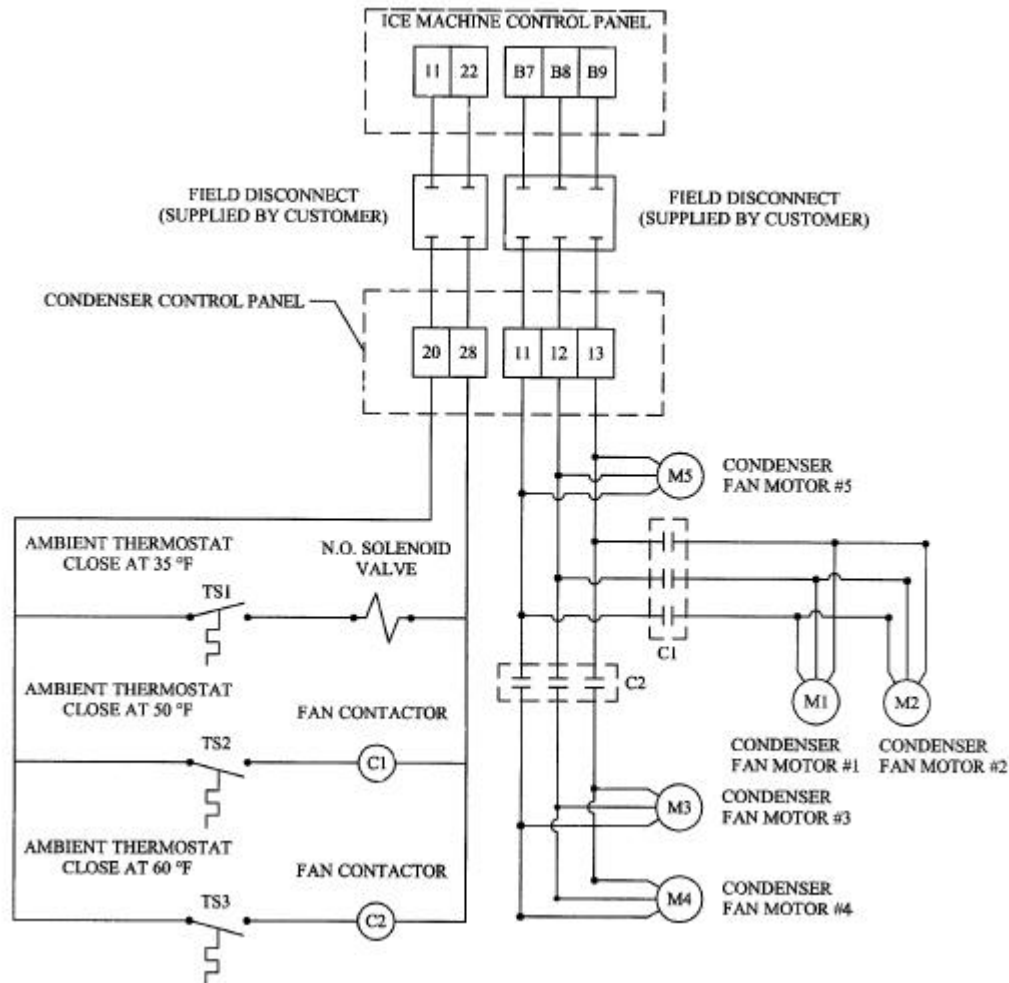 ICE MACHINE CONTROL PANEL
11 22 B7 B8 B9
FIELD DISCONNECT
(SUPPLIED BY CUSTOMER)
FIELD DISCONNECT
(SUPPLIED BY CUSTOMER)
CONDENSER CONTROL PANEL
20 28 11 12 13
M5
CONDENSER
FAN MOTOR #5
AMBIENT THERMOSTAT
CLOSE AT 35 °F
TS1
N.O. SOLENOID
VALVE
C1
C2
M1
M2
CONDENSER
FAN MOTOR #1
CONDENSER
FAN MOTOR #2
AMBIENT THERMOSTAT
CLOSE AT 50 °F
TS2
FAN CONTACTOR
C1
M3
CONDENSER
FAN MOTOR #3
AMBIENT THERMOSTAT
CLOSE AT 60 °F
TS3
FAN CONTACTOR
C2
M4
CONDENSER
FAN MOTOR #4